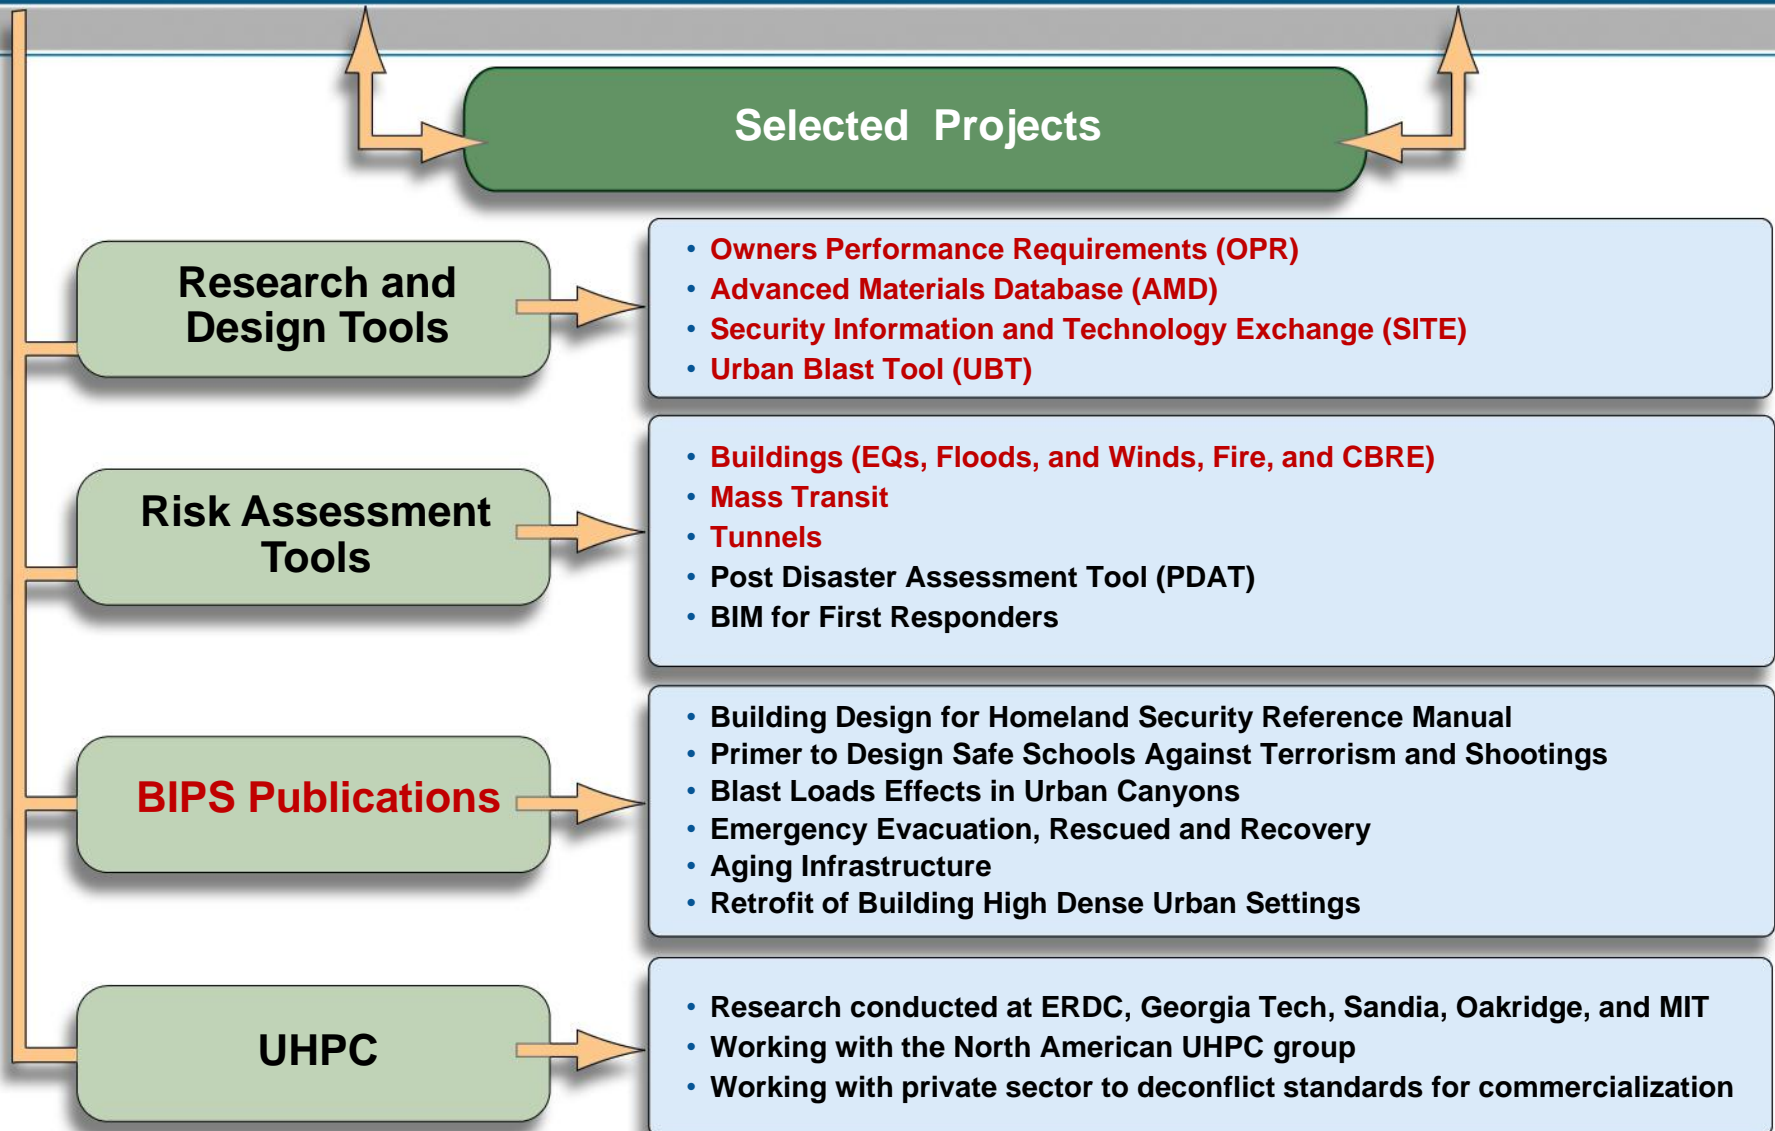 Selected Projects
Research and
Design Tools
• Owners Performance Requirements (OPR)
• Advanced Materials Database (AMD)
• Security Information and Technology Exchange (SITE)
• Urban Blast Tool (UBT)
Risk Assessment
Tools
• Buildings (EQs, Floods, and Winds, Fire, and CBRE)
• Mass Transit
• Tunnels
• Post Disaster Assessment Tool (PDAT)
• BIM for First Responders
BIPS Publications
• Building Design for Homeland Security Reference Manual
• Primer to Design Safe Schools Against Terrorism and Shootings
• Blast Loads Effects in Urban Canyons
• Emergency Evacuation, Rescued and Recovery
• Aging Infrastructure
• Retrofit of Building High Dense Urban Settings
UHPC
• Research conducted at ERDC, Georgia Tech, Sandia, Oakridge, and MIT
• Working with the North American UHPC group
• Working with private sector to deconflict standards for commercialization